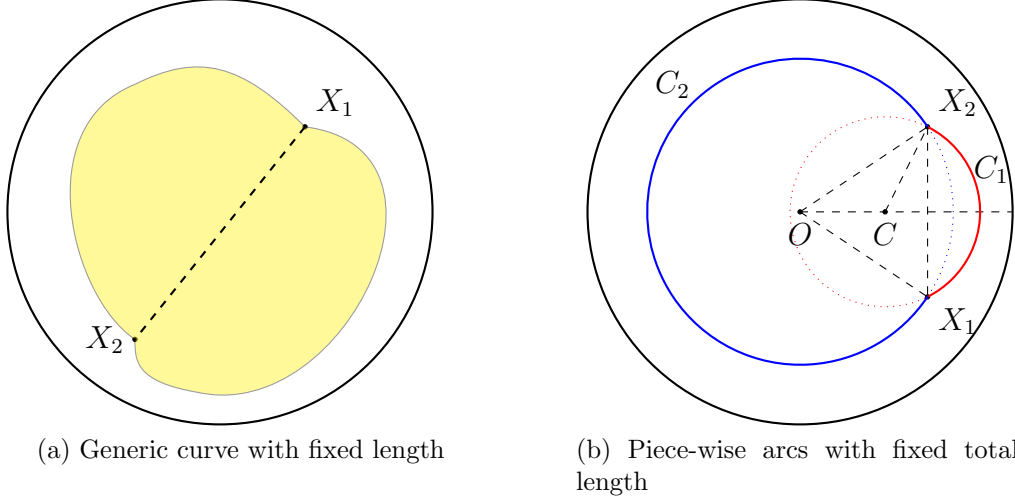 X₁
X₂
C₂
X₂
C₁
O
C
X₁
(a) Generic curve with fixed length
(b) Piece-wise arcs with fixed total
length